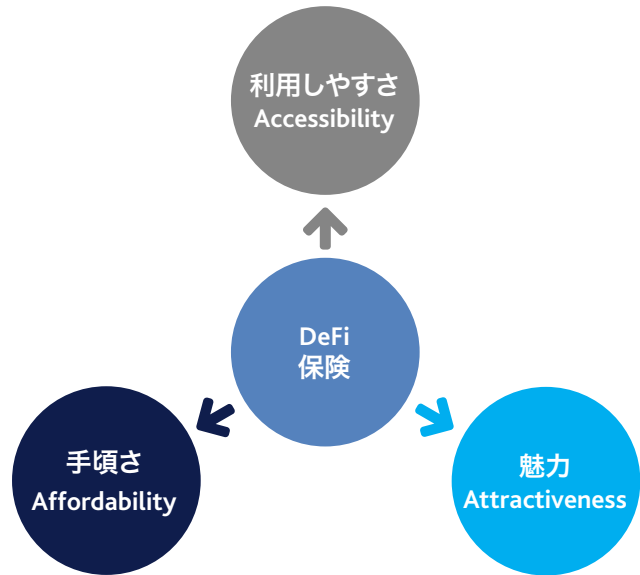 利用しやすさ
Accessibility
DeFi
保険
手頃さ
Affordability
魅力
Attractiveness